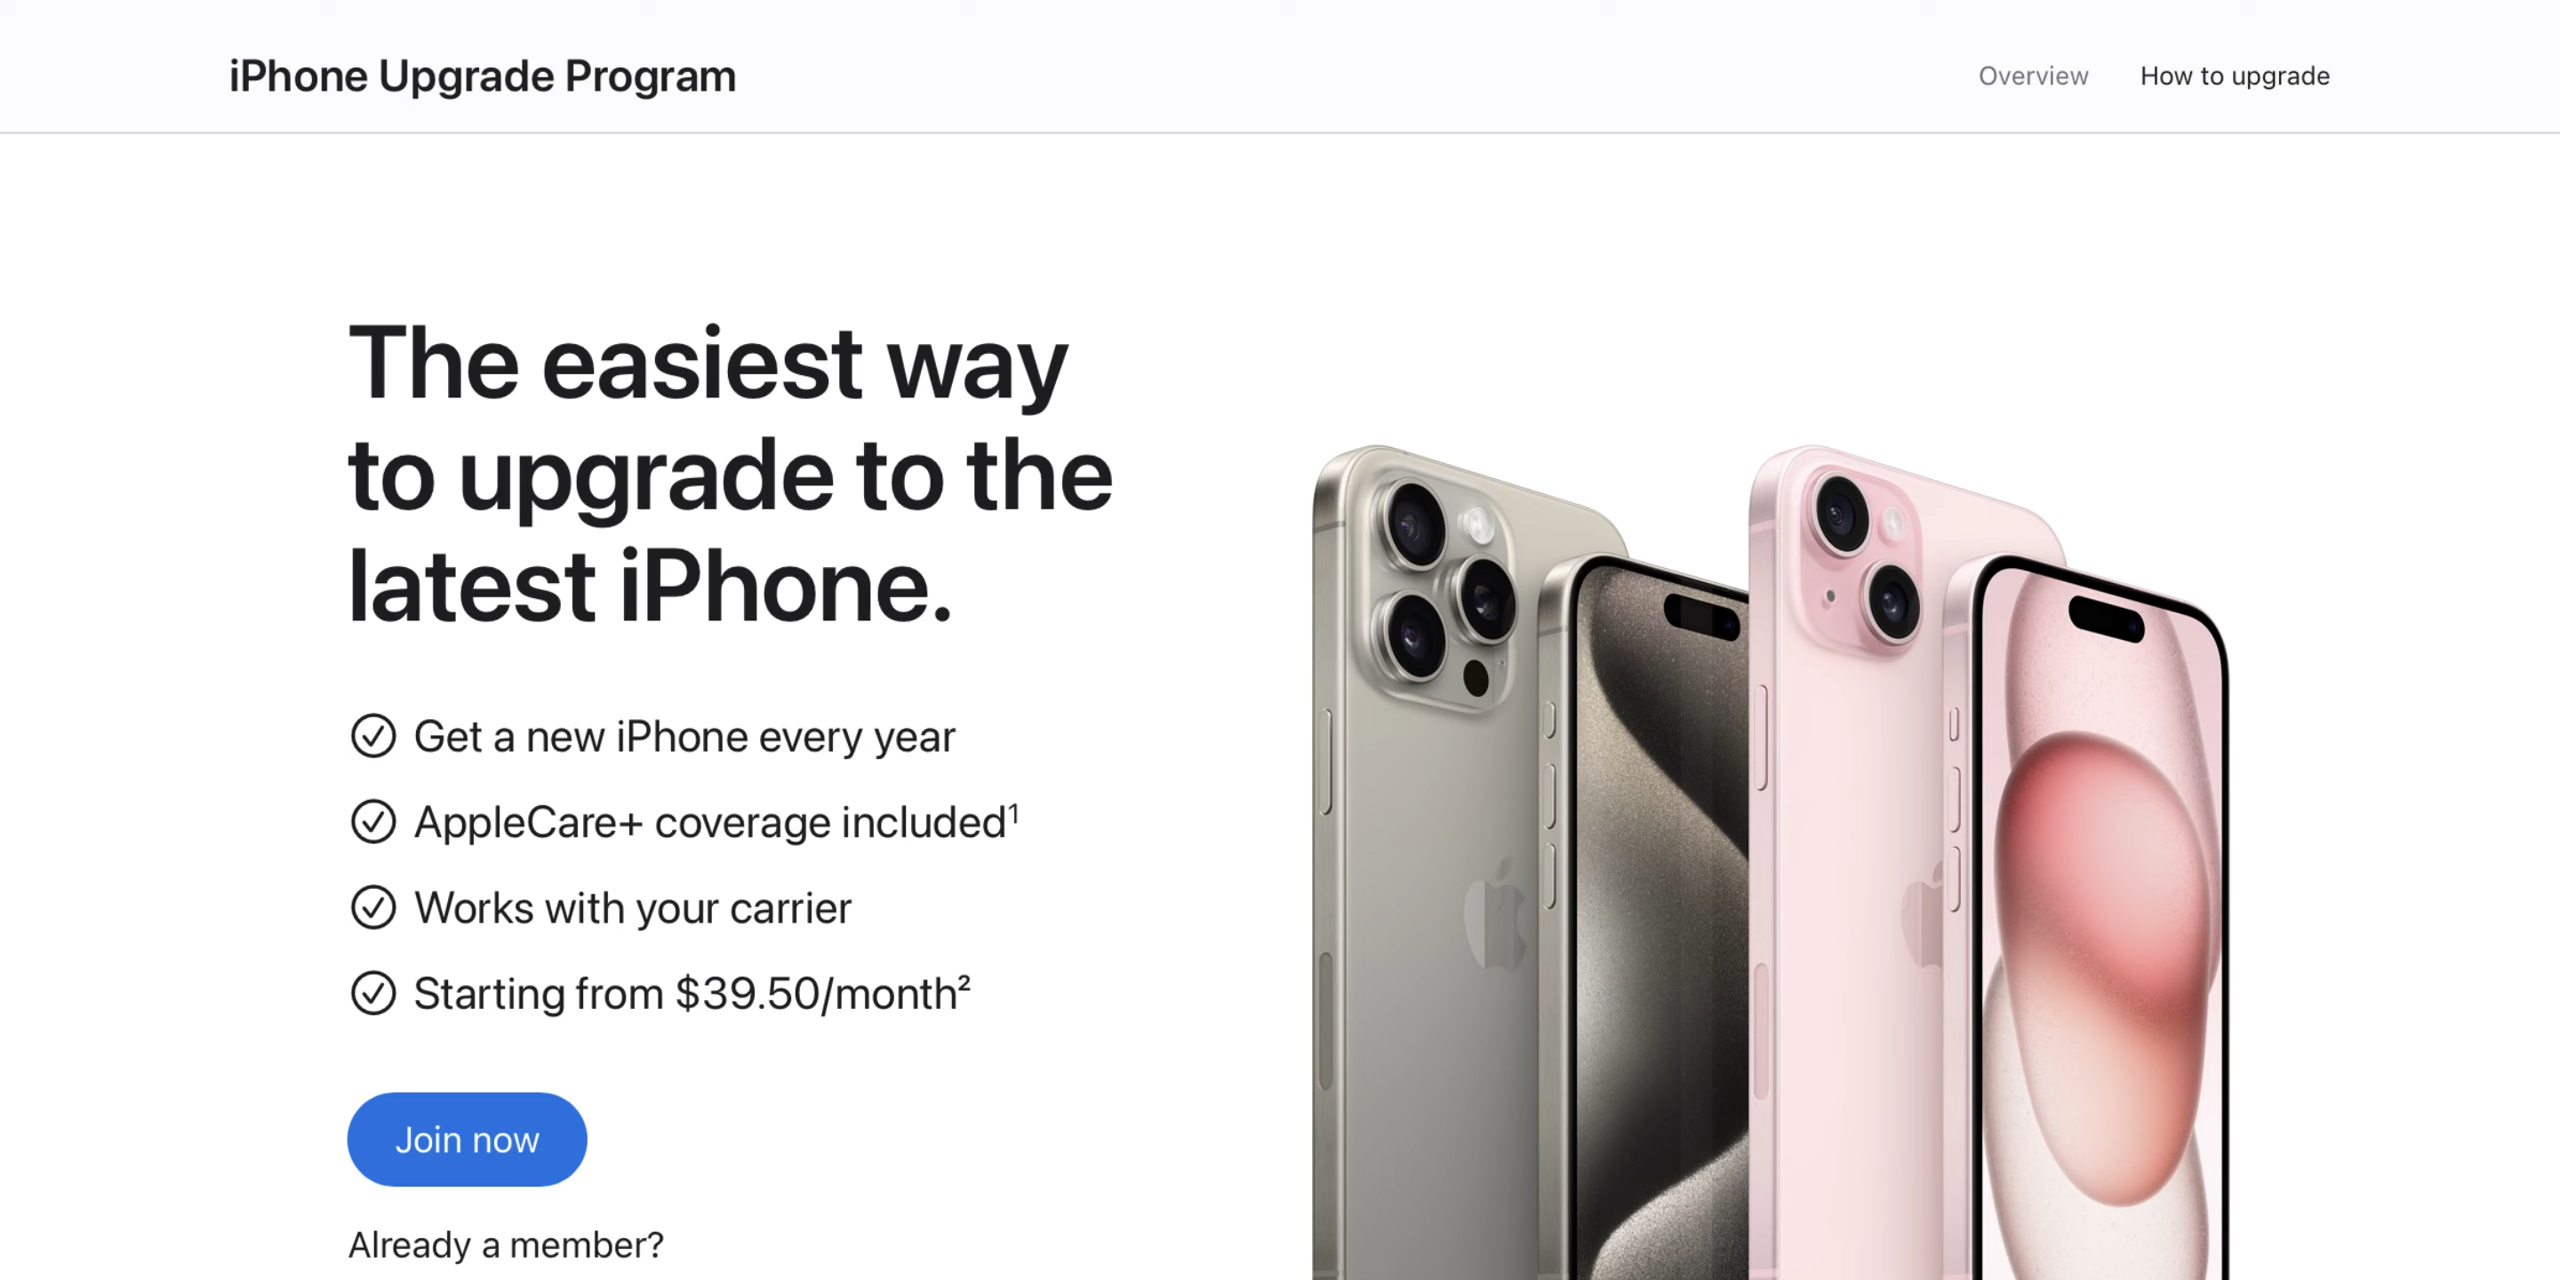 iPhone Upgrade Program
Overview
How to upgrade
The easiest way
to upgrade to the
latest iPhone.
Get a new iPhone every year
AppleCare+ coverage included¹
Works with your carrier
Starting from $39.50/month²
Join now
Already a member?